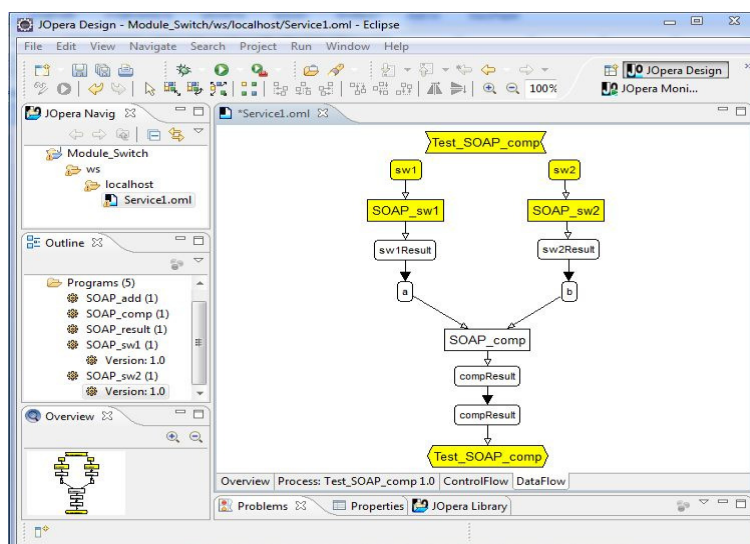 JOpera Design - Module_Switch/ws/localhost/Service1.oml - Eclipse
File Edit View Navigate Search Project Run Window Help
JOpera Design
100%
JOpera Moni...
JOpera Navig
*Service1.oml
Module_Switch
ws
localhost
Service1.oml
Outline
Programs (5)
SOAP_add (1)
SOAP_comp (1)
SOAP_result (1)
SOAP_sw1 (1)
Version: 1.0
SOAP_sw2 (1)
Version: 1.0
Overview
Test_SOAP_comp
sw1 sw2
SOAP_sw1 SOAP_sw2
sw1Result sw2Result
a b
SOAP_comp
compResult
compResult
Test_SOAP_comp
Overview Process: Test_SOAP_comp 1.0 ControlFlow DataFlow
Problems Properties JOpera Library